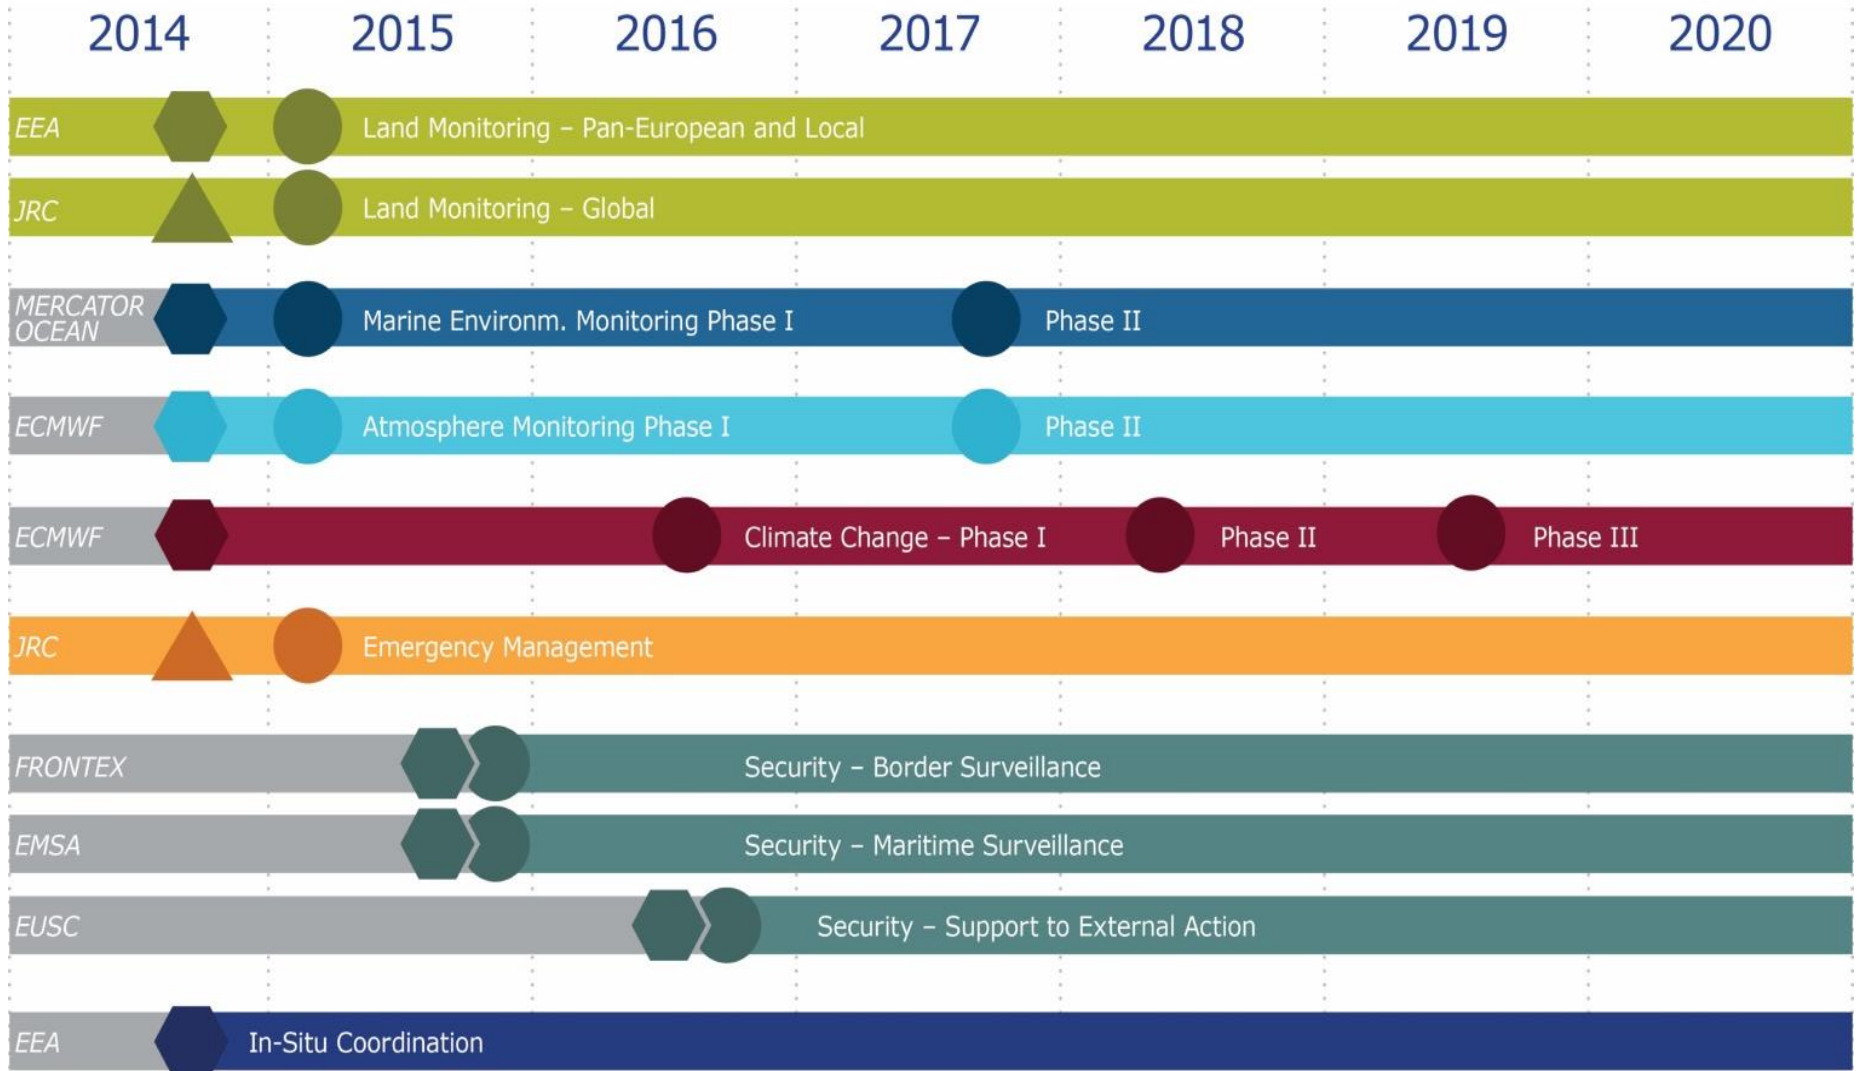 2014 2015 2016 2017 2018 2019 2020
EEA Land Monitoring – Pan-European and Local
JRC Land Monitoring – Global
MERCATOR
OCEAN Marine Environm. Monitoring Phase I Phase II
ECMWF Atmosphere Monitoring Phase I Phase II
ECMWF Climate Change – Phase I Phase II Phase III
JRC Emergency Management
FRONTEX Security – Border Surveillance
EMSA Security – Maritime Surveillance
EUSC Security – Support to External Action
EEA In-Situ Coordination